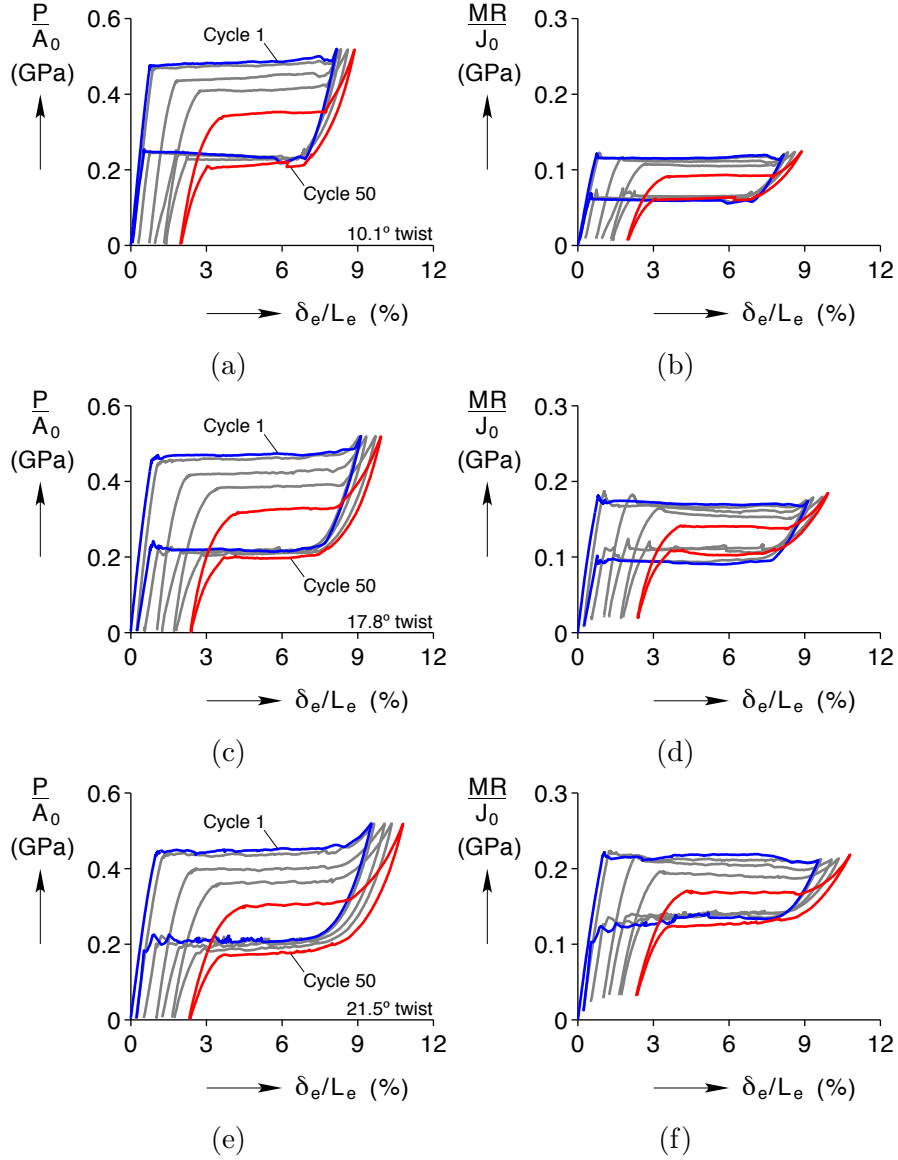 P
A₀
(GPa)
0.6
0.4
0.2
0
Cycle 1
Cycle 50
10.1º twist
0 3 6 9 12
δₑ/Lₑ (%)
(a)
MR
J₀
(GPa)
0.3
0.2
0.1
0
0 3 6 9 12
δₑ/Lₑ (%)
(b)
P
A₀
(GPa)
0.6
0.4
0.2
0
Cycle 1
Cycle 50
17.8º twist
0 3 6 9 12
δₑ/Lₑ (%)
(c)
MR
J₀
(GPa)
0.3
0.2
0.1
0
0 3 6 9 12
δₑ/Lₑ (%)
(d)
P
A₀
(GPa)
0.6
0.4
0.2
0
Cycle 1
Cycle 50
21.5º twist
0 3 6 9 12
δₑ/Lₑ (%)
(e)
MR
J₀
(GPa)
0.3
0.2
0.1
0
0 3 6 9 12
δₑ/Lₑ (%)
(f)